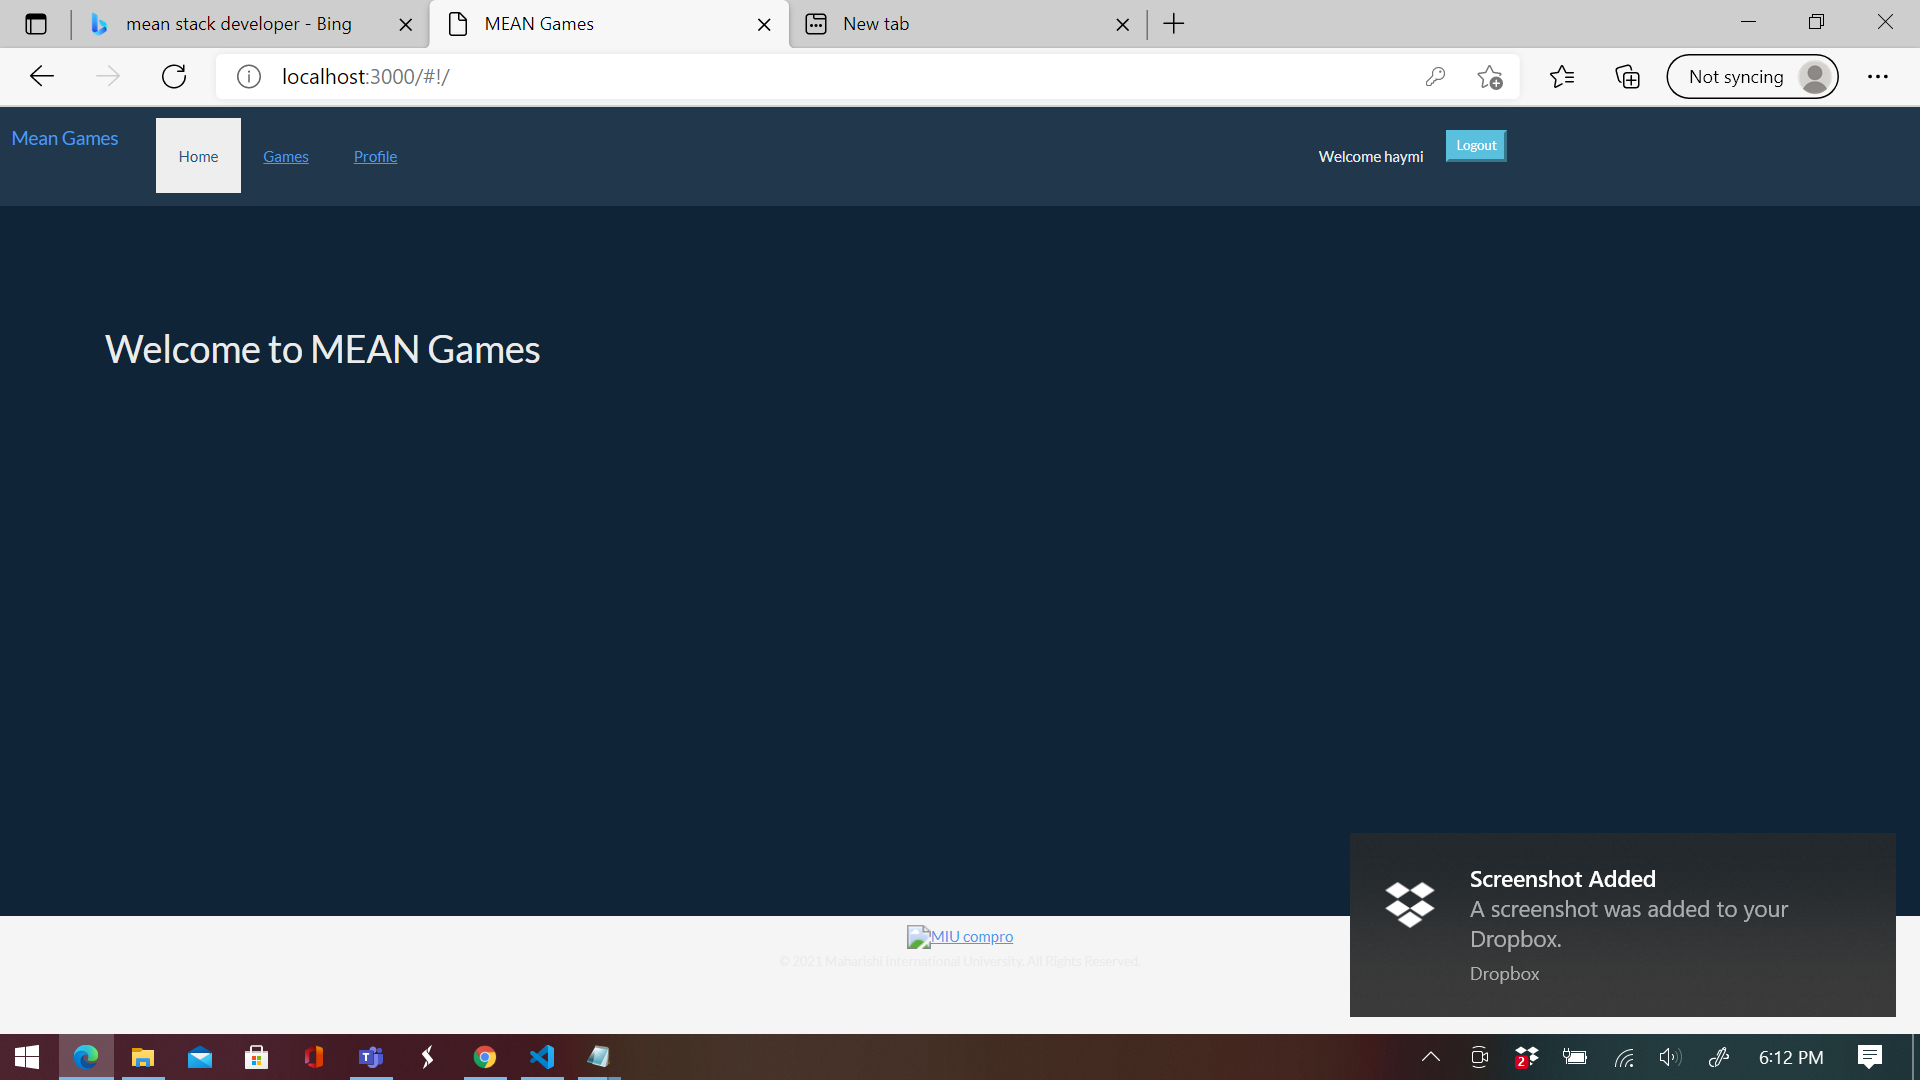 mean stack developer - Bing
MEAN Games
New tab
localhost:3000/#!/
Not syncing
Mean Games
Home
Games
Profile
Welcome haymi
Logout
Welcome to MEAN Games
Screenshot Added
A screenshot was added to your
Dropbox.
Dropbox
MIU compro
© 2021 Maharishi International University. All Rights Reserved.
2
6:12 PM